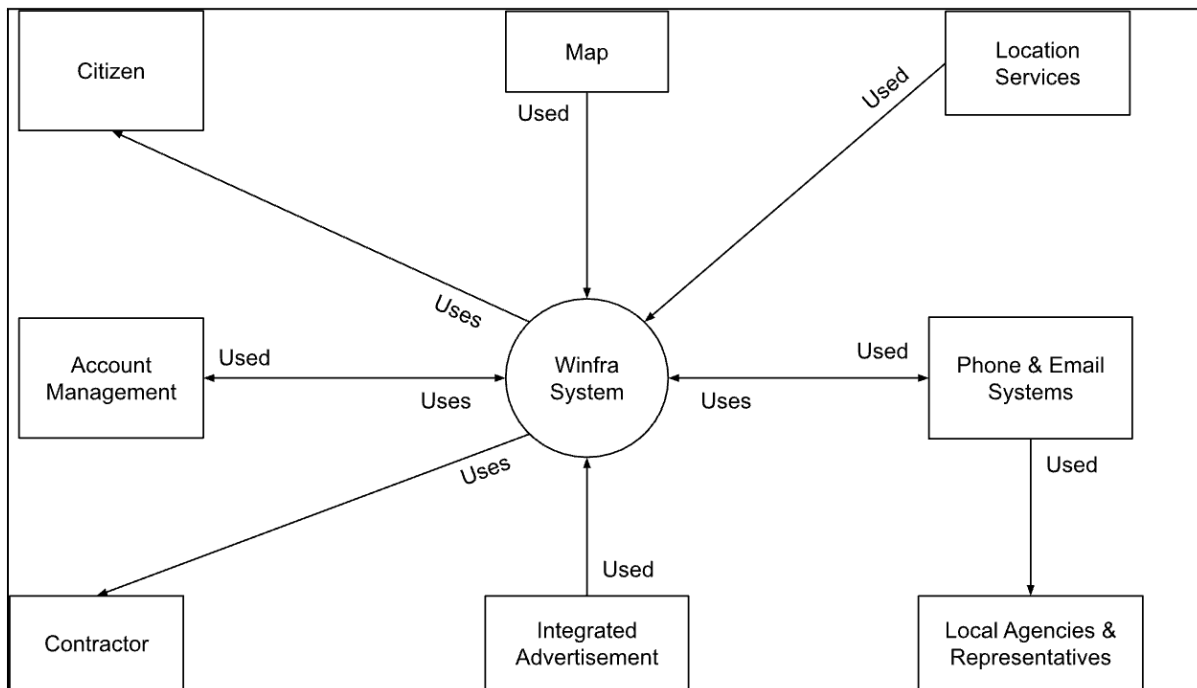 Citizen
Map
Location
Services
Used
Used
Uses
Account
Management
Used
Uses
Winfra
System
Used
Uses
Phone & Email
Systems
Uses
Used
Used
Contractor
Integrated
Advertisement
Local Agencies &
Representatives